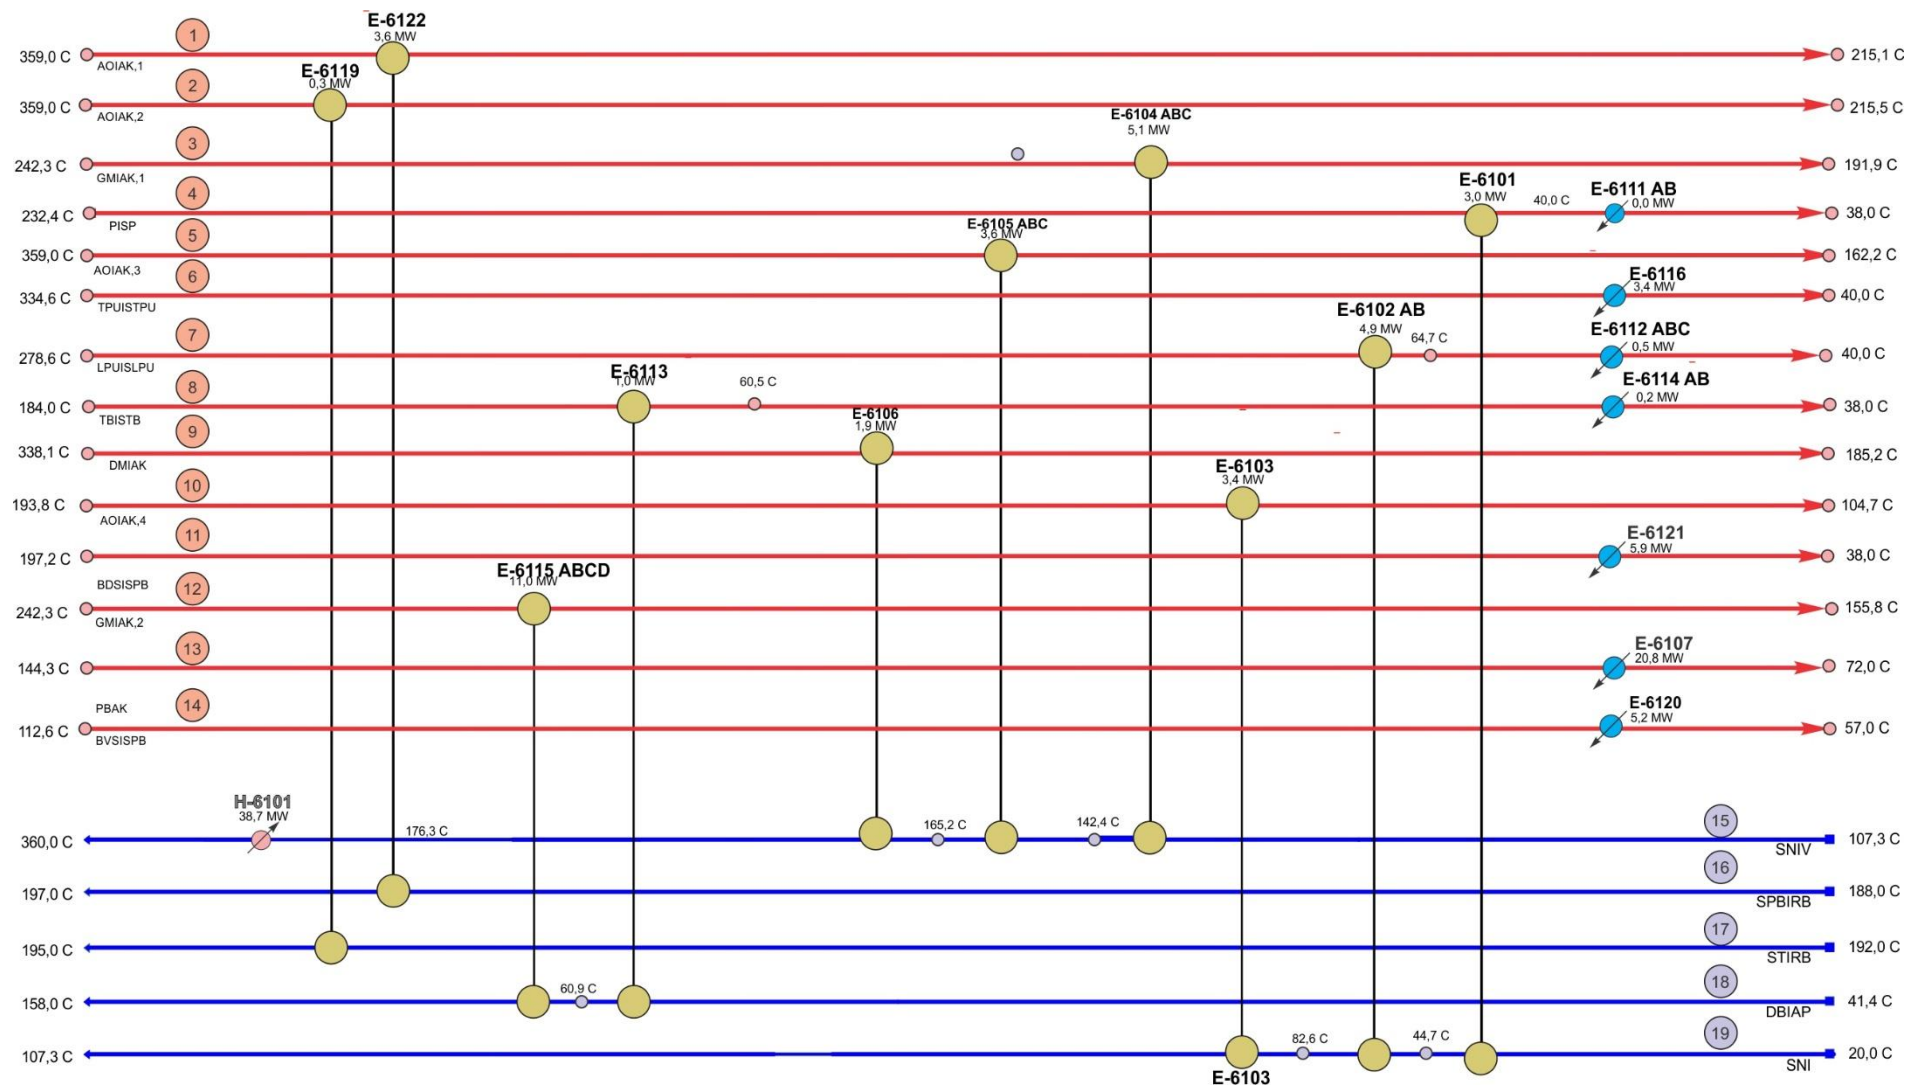 E-6122
1
3,6 MW
359,0 C
AOIAK,1
215,1 C
E-6119
2
0,3 MW
359,0 C
AOIAK,2
215,5 C
E-6104 ABC
5,1 MW
3
242,3 C
GMIAK,1
191,9 C
E-6101
3,0 MW
40,0 C
E-6111 AB
0,0 MW
4
232,4 C
PISP
38,0 C
E-6105 ABC
3,6 MW
5
359,0 C
AOIAK,3
162,2 C
6
E-6116
3,4 MW
334,6 C
TPUISTPU
40,0 C
E-6102 AB
4,9 MW
64,7 C
E-6112 ABC
0,5 MW
7
278,6 C
LPUISLPU
40,0 C
E-6113
1,0 MW
60,5 C
E-6114 AB
0,2 MW
8
184,0 C
TBISTB
38,0 C
E-6106
1,9 MW
9
338,1 C
DMIAK
185,2 C
E-6103
3,4 MW
10
193,8 C
AOIAK,4
104,7 C
11
E-6121
5,9 MW
197,2 C
BDSISPB
38,0 C
E-6115 ABCD
11,0 MW
12
242,3 C
GMIAK,2
155,8 C
13
E-6107
20,8 MW
144,3 C
72,0 C
PBAK
14
E-6120
5,2 MW
112,6 C
BVSISPB
57,0 C
H-6101
38,7 MW
176,3 C
165,2 C
142,4 C
15
360,0 C
SNIV
107,3 C
16
197,0 C
SPBIRB
188,0 C
17
195,0 C
STIRB
192,0 C
60,9 C
18
158,0 C
DBIAP
41,4 C
82,6 C
44,7 C
19
107,3 C
SNI
20,0 C
E-6103